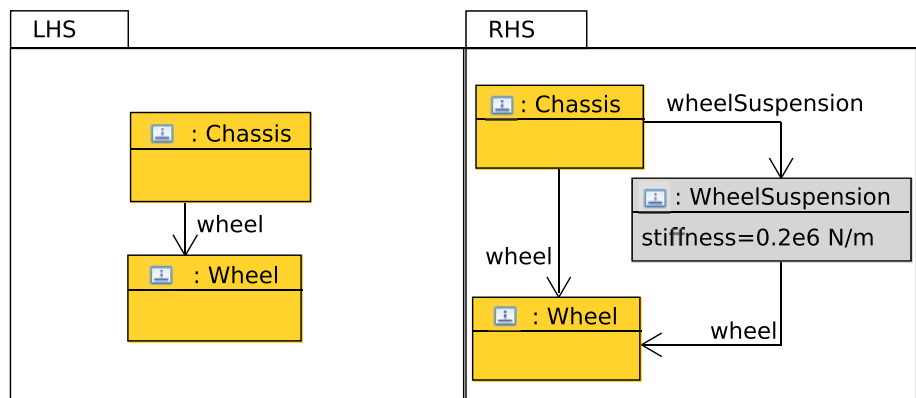 LHS
: Chassis
wheel
: Wheel
RHS
: Chassis
wheelSuspension
: WheelSuspension
stiffness=0.2e6 N/m
wheel
: Wheel
wheel